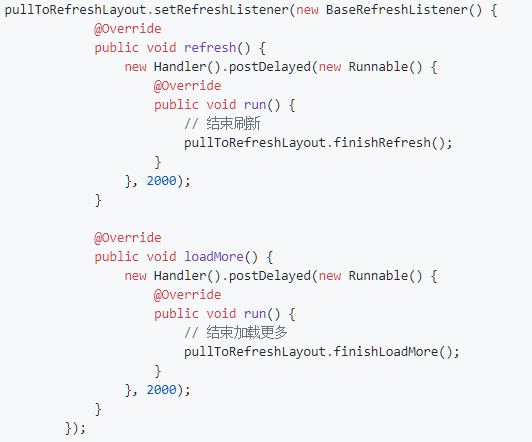 pullToRefreshLayout.setRefreshListener(new BaseRefreshListener() {
            @Override
            public void refresh() {
                new Handler().postDelayed(new Runnable() {
                    @Override
                    public void run() {
                        // 结束刷新
                        pullToRefreshLayout.finishRefresh();
                    }
                }, 2000);
            }

            @Override
            public void loadMore() {
                new Handler().postDelayed(new Runnable() {
                    @Override
                    public void run() {
                        // 结束加载更多
                        pullToRefreshLayout.finishLoadMore();
                    }
                }, 2000);
            }
        });